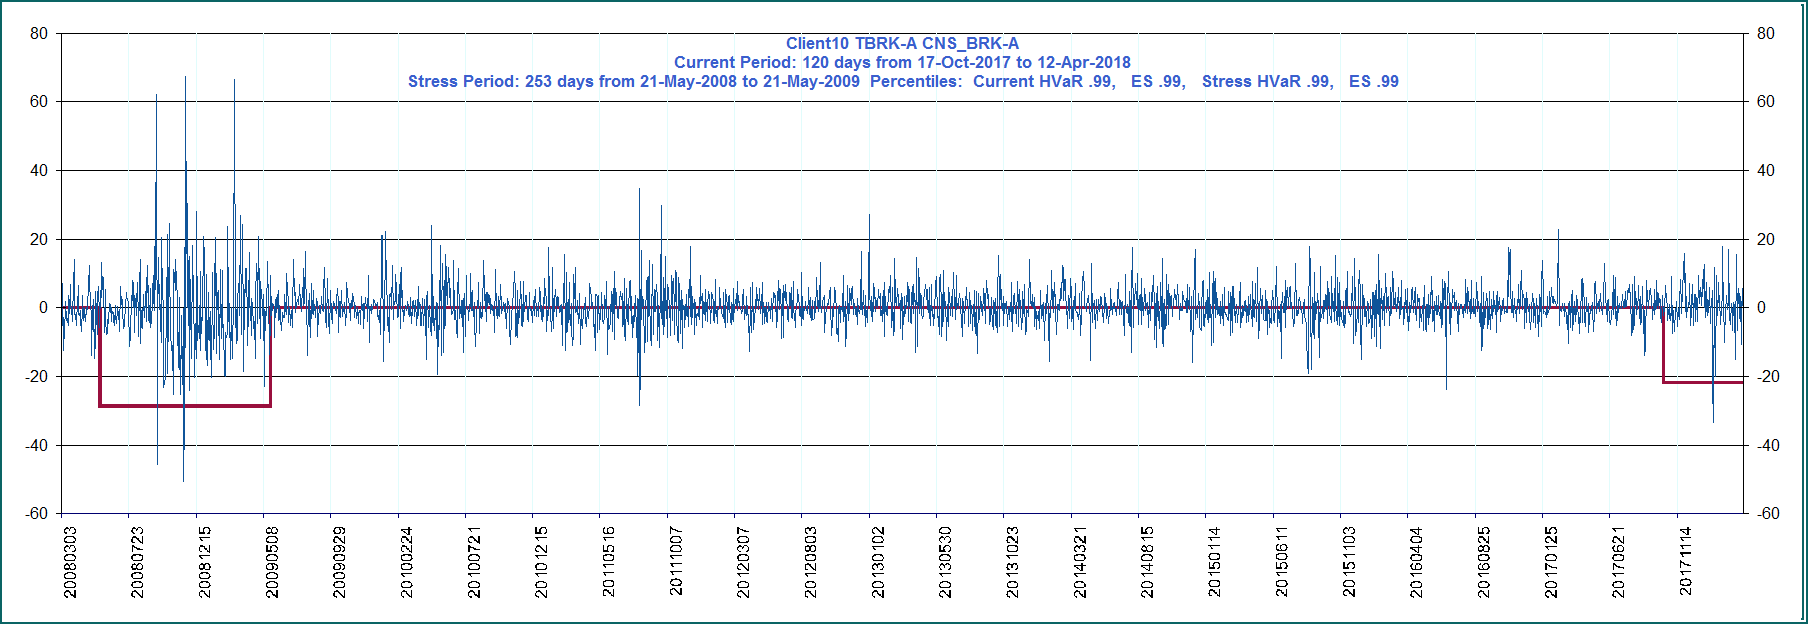 Client10 TBRK-A CNS_BRK-A
Current Period: 120 days from 17-Oct-2017 to 12-Apr-2018
Stress Period: 253 days from 21-May-2008 to 21-May-2009  Percentiles:  Current HVaR .99,   ES .99,   Stress HVaR .99,   ES .99
80 80
60 60
40 40
20 20
0 0
-20 -20
-40 -40
-60 -60
20080303 20080723 20081215 20090508 20090929 20100224 20100721 20101215 20110516 20111007 20120307 20120803 20130102 20130530 20131023 20140321 20140815 20150114 20150611 20151103 20160404 20160825 20170125 20170621 20171114